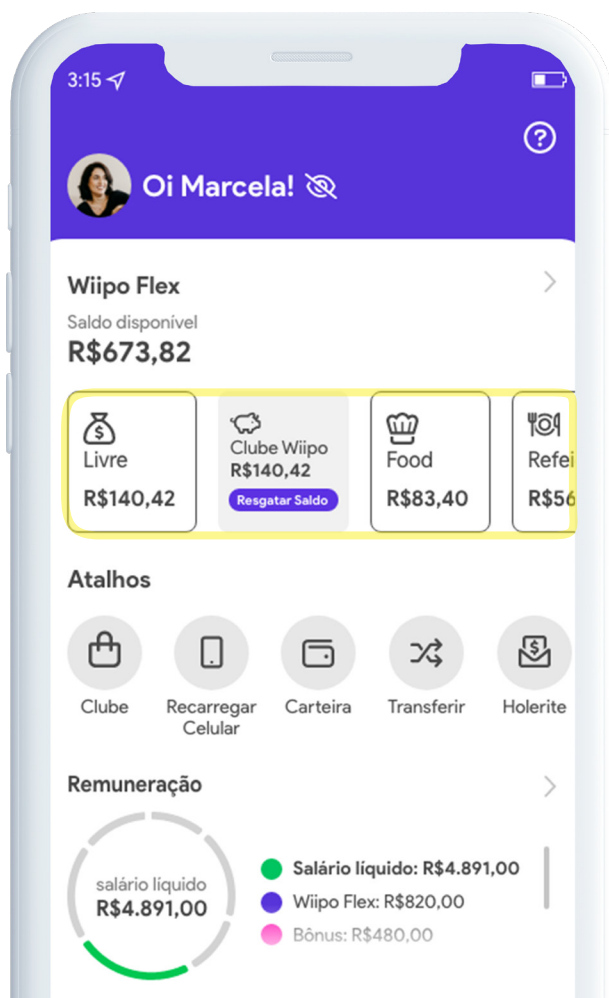 3:15
Oi Marcela!
Wiipo Flex
Saldo disponível
R$673,82
Livre
R$140,42
Clube Wiipo
R$140,42
Resgatar Saldo
Food
R$83,40
Refei
R$56
Atalhos
Clube
Recarregar
Celular
Carteira
Transferir
Holerite
Remuneração
salário líquido
R$4.891,00
Salário líquido: R$4.891,00
Wiipo Flex: R$820,00
Bônus: R$480,00